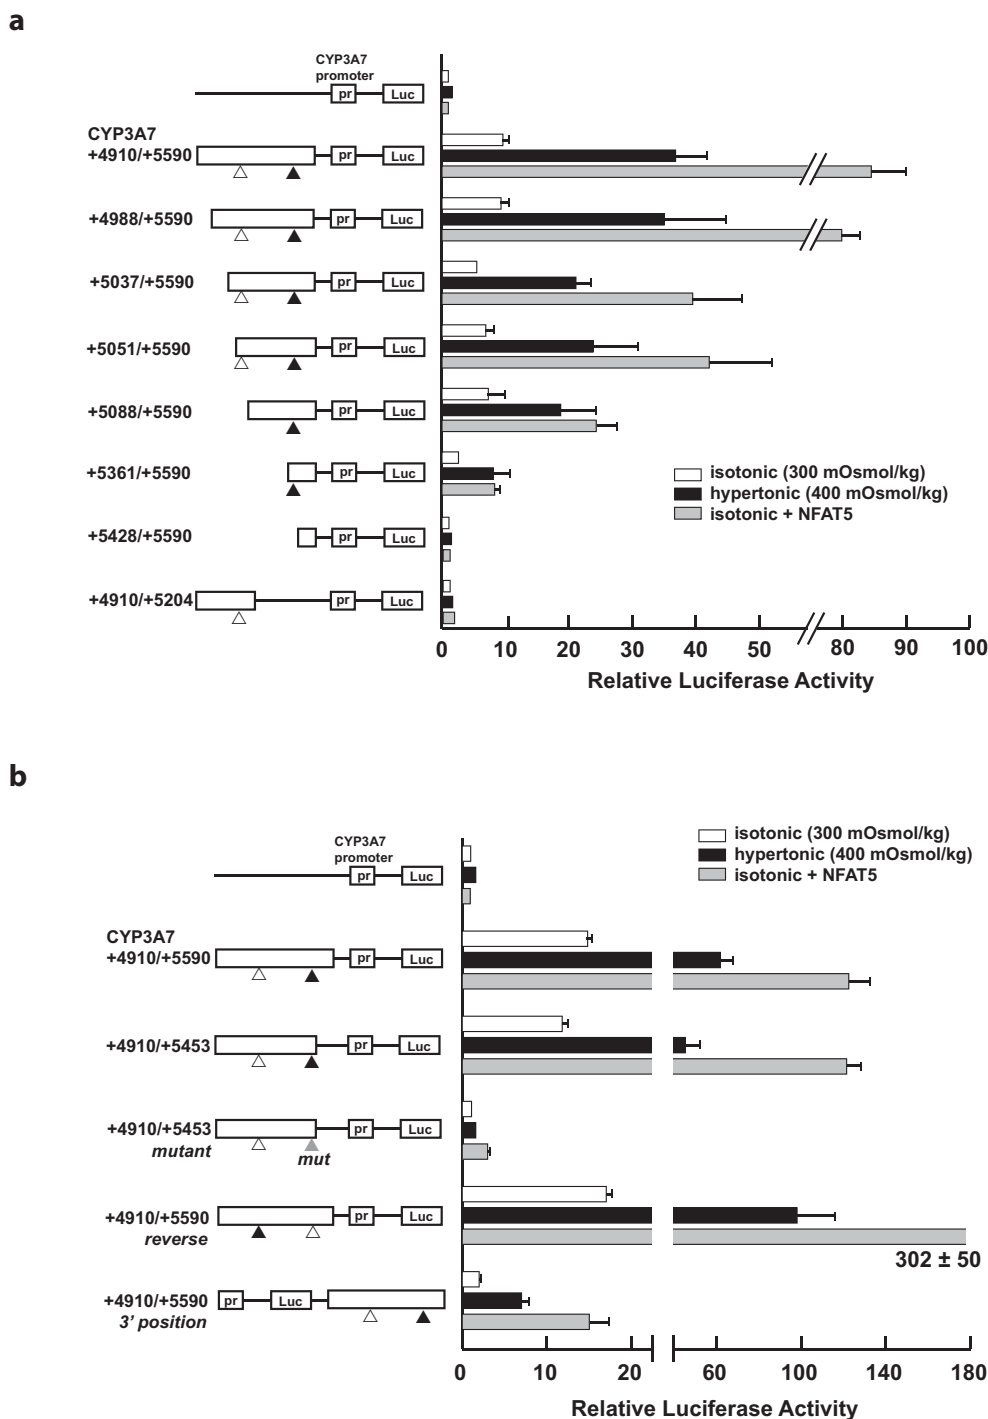 a
CYP3A7
promoter
pr Luc
CYP3A7
+4910/+5590 pr Luc
+4988/+5590 pr Luc
+5037/+5590 pr Luc
+5051/+5590 pr Luc
+5088/+5590 pr Luc
+5361/+5590 pr Luc
isotonic (300 mOsmol/kg)
hypertonic (400 mOsmol/kg)
isotonic + NFAT5
+5428/+5590 pr Luc
+4910/+5204 pr Luc
0 10 20 30 40 50 80 90 100
Relative Luciferase Activity
b
isotonic (300 mOsmol/kg)
hypertonic (400 mOsmol/kg)
isotonic + NFAT5
CYP3A7
promoter
pr Luc
CYP3A7
+4910/+5590 pr Luc
+4910/+5453 pr Luc
+4910/+5453 pr Luc
mutant mut
+4910/+5590 pr Luc
reverse
302 ± 50
+4910/+5590 pr Luc
3' position
0 10 20 60 100 140 180
Relative Luciferase Activity